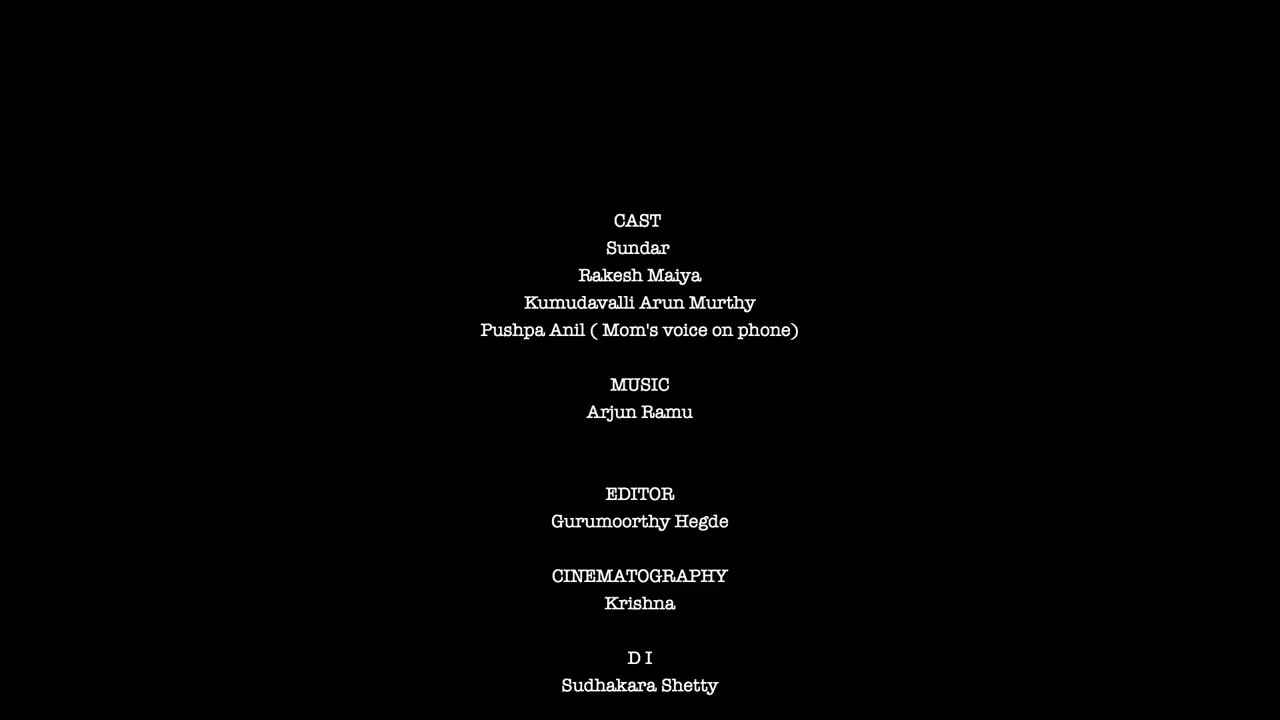 CAST
Sundar
Rakesh Maiya
Kumudavalli Arun Murthy
Pushpa Anil ( Mom's voice on phone)
MUSIC
Arjun Ramu
EDITOR
Gurumoorthy Hegde
CINEMATOGRAPHY
Krishna
D I
Sudhakara Shetty